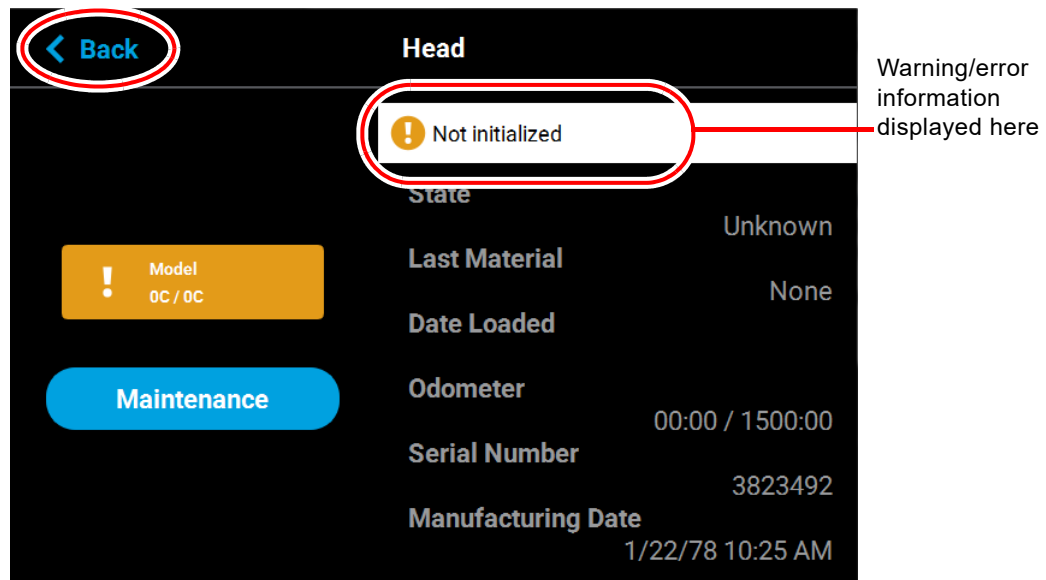 Back
Head
Warning/error
information
displayed here
! Not initialized
State
Unknown
! Model
0C / 0C
Last Material
None
Date Loaded
Maintenance
Odometer
00:00 / 1500:00
Serial Number
3823492
Manufacturing Date
1/22/78 10:25 AM